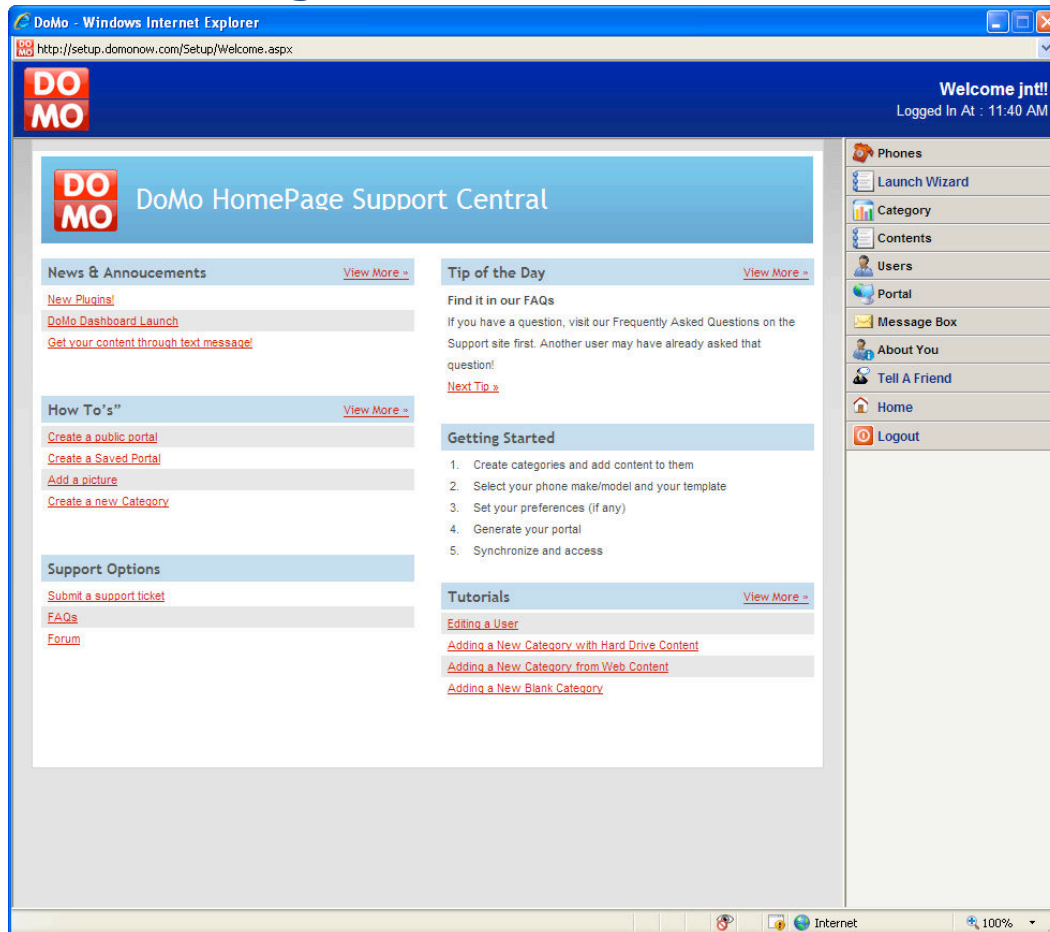 DoMo - Windows Internet Explorer
http://setup.domonow.com/Setup/Welcome.aspx
DO
MO
Welcome jnt!!
Logged In At : 11:40 AM
DO
MO
DoMo HomePage Support Central
News & Annoucements View More »
New Plugins!
DoMo Dashboard Launch
Get your content through text message!
How To's” View More »
Create a public portal
Create a Saved Portal
Add a picture
Create a new Category
Support Options
Submit a support ticket
FAQs
Forum
Tip of the Day View More »
Find it in our FAQs
If you have a question, visit our Frequently Asked Questions on the
Support site first. Another user may have already asked that
question!
Next Tip »
Getting Started
1. Create categories and add content to them
2. Select your phone make/model and your template
3. Set your preferences (if any)
4. Generate your portal
5. Synchronize and access
Tutorials View More »
Editing a User
Adding a New Category with Hard Drive Content
Adding a New Category from Web Content
Adding a New Blank Category
Phones
Launch Wizard
Category
Contents
Users
Portal
Message Box
About You
Tell A Friend
Home
Logout
Internet 100%